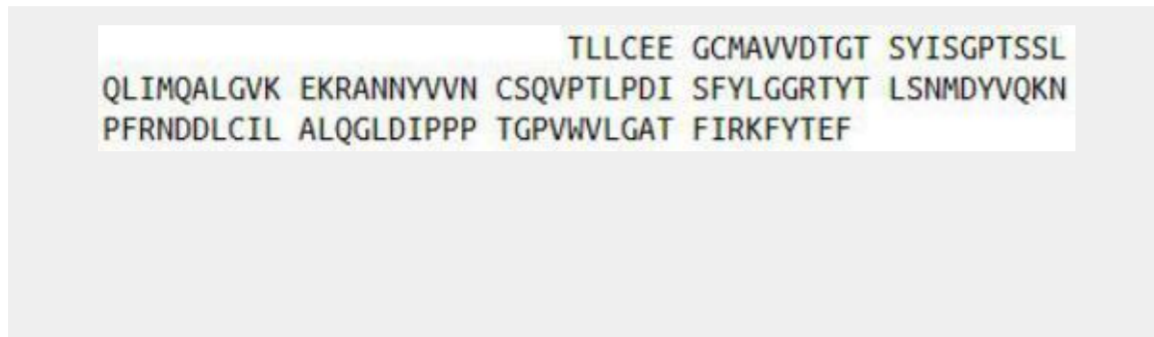 TLLCEE GCMAVVDTGT SYISGPTSSL
QLIMQALGVK EKRANNYVVN CSQVPTLPDI SFYLGGRTYT LSNMDYVQKN
PFRNDDLCIL ALQGLDIPPP TGPVWVLGAT FIRKFYTEF